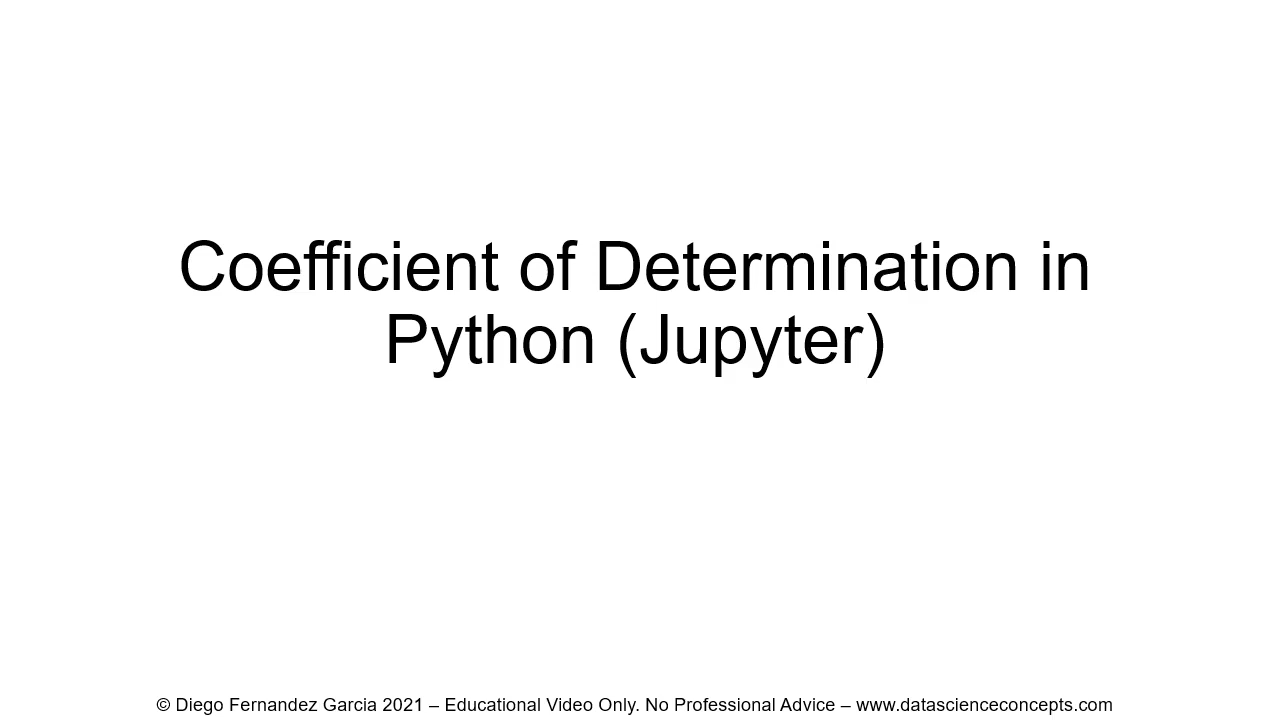 Coefficient of Determination in
Python (Jupyter)
© Diego Fernandez Garcia 2021 – Educational Video Only. No Professional Advice – www.datascienceconcepts.com